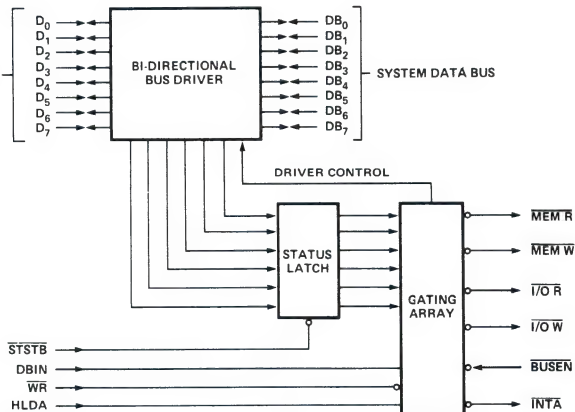 D0
D1
D2
D3
D4
D5
D6
D7
BI-DIRECTIONAL
BUS DRIVER
DB0
DB1
DB2
DB3
DB4
DB5
DB6
DB7
SYSTEM DATA BUS
DRIVER CONTROL
STATUS
LATCH
GATING
ARRAY
MEM R
MEM W
I/O R
I/O W
BUSEN
INTA
STSTB
DBIN
WR
HLDA